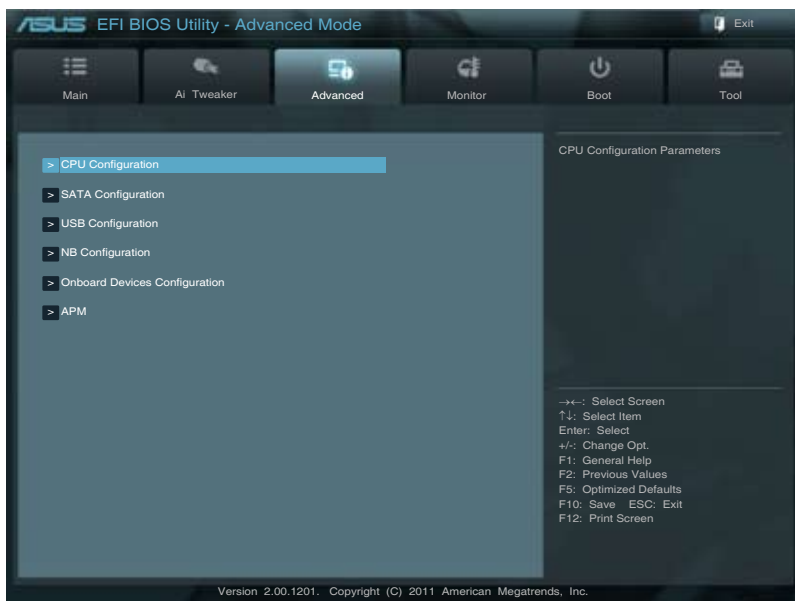 ASUS EFI BIOS Utility - Advanced Mode
Exit
Main
Ai Tweaker
Advanced
Monitor
Boot
Tool
> CPU Configuration
> SATA Configuration
> USB Configuration
> NB Configuration
> Onboard Devices Configuration
> APM
CPU Configuration Parameters
→←: Select Screen
↑↓: Select Item
Enter: Select
+/-: Change Opt.
F1: General Help
F2: Previous Values
F5: Optimized Defaults
F10: Save ESC: Exit
F12: Print Screen
Version 2.00.1201. Copyright (C) 2011 American Megatrends, Inc.